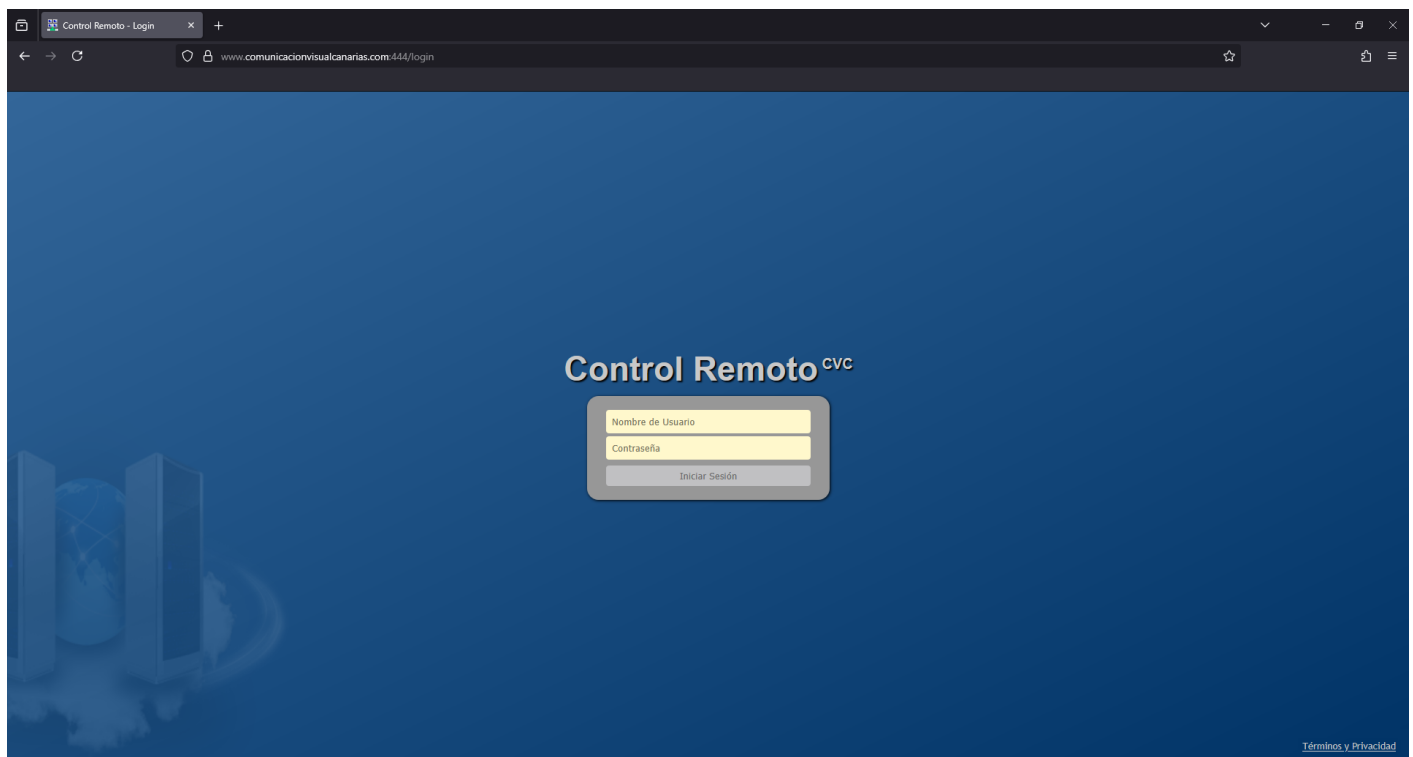 Control Remoto - Login
www.comunicacionvisualcanarias.com:444/login
Control Remoto CVC
Nombre de Usuario
Contraseña
Iniciar Sesión
Términos y Privacidad